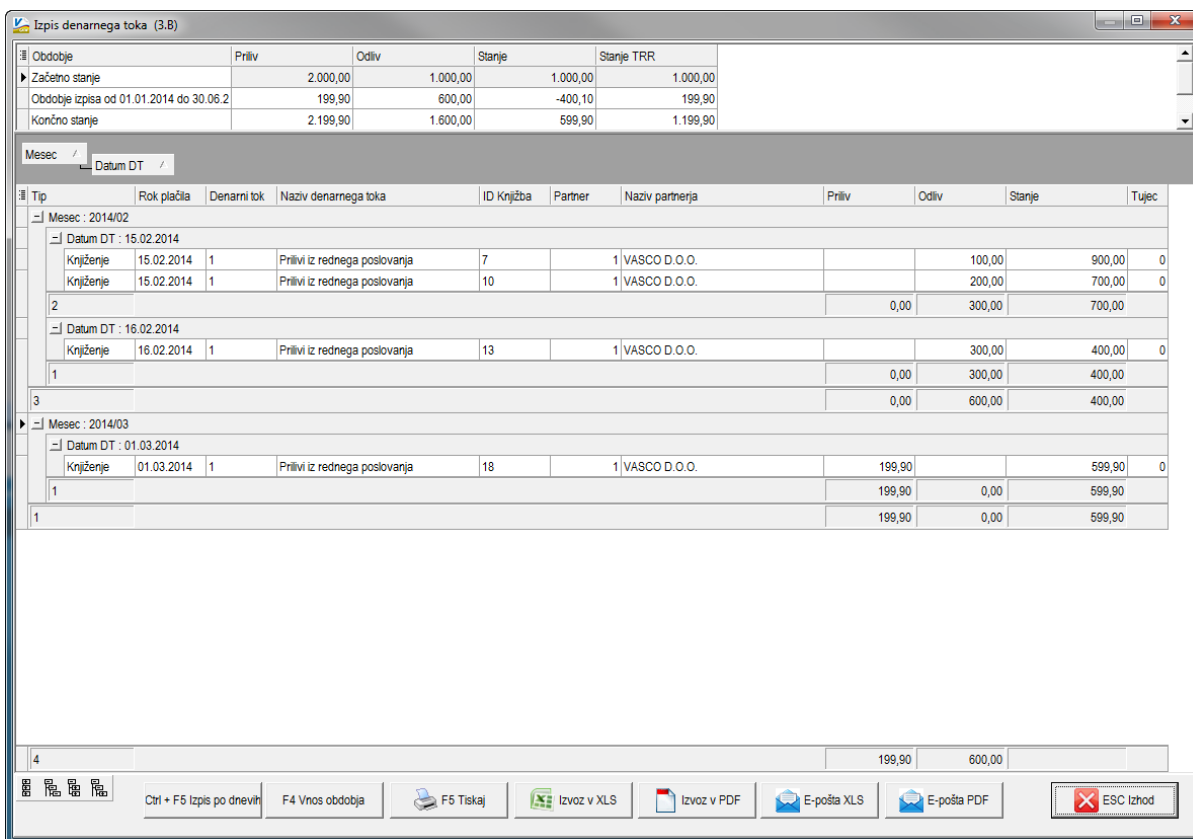 Izpis denarnega toka (3.B)
Obdobje Priliv Odliv Stanje Stanje TRR
Začetno stanje 2.000,00 1.000,00 1.000,00 1.000,00
Obdobje izpisa od 01.01.2014 do 30.06.2 199,90 600,00 -400,10 199,90
Končno stanje 2.199,90 1.600,00 599,90 1.199,90
Mesec
Datum DT
Tip Rok plačila Denarni tok Naziv denarnega toka ID Knjižba Partner Naziv partnerja Priliv Odliv Stanje Tujec
Mesec : 2014/02
Datum DT : 15.02.2014
Knjiženje 15.02.2014 1 Prilivi iz rednega poslovanja 7 1 VASCO D.O.O. 100,00 900,00 0
Knjiženje 15.02.2014 1 Prilivi iz rednega poslovanja 10 1 VASCO D.O.O. 200,00 700,00 0
2 0,00 300,00 700,00
Datum DT : 16.02.2014
Knjiženje 16.02.2014 1 Prilivi iz rednega poslovanja 13 1 VASCO D.O.O. 300,00 400,00 0
1 0,00 300,00 400,00
3 0,00 600,00 400,00
Mesec : 2014/03
Datum DT : 01.03.2014
Knjiženje 01.03.2014 1 Prilivi iz rednega poslovanja 18 1 VASCO D.O.O. 199,90 599,90 0
1 199,90 0,00 599,90
1 199,90 0,00 599,90
4 199,90 600,00
Ctrl + F5 Izpis po dnevih F4 Vnos obdobja F5 Tiskaj Izvoz v XLS Izvoz v PDF E-pošta XLS E-pošta PDF ESC Izhod